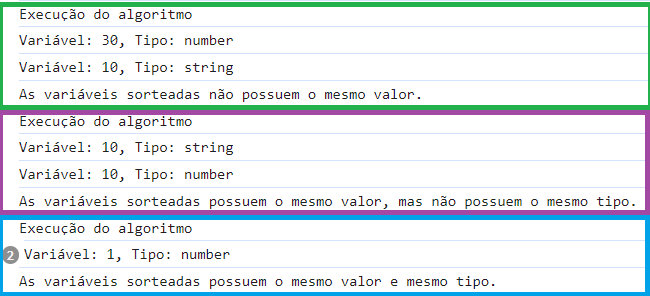 Execução do algoritmo
Variável: 30, Tipo: number
Variável: 10, Tipo: string
As variáveis sorteadas não possuem o mesmo valor.
Execução do algoritmo
Variável: 10, Tipo: string
Variável: 10, Tipo: number
As variáveis sorteadas possuem o mesmo valor, mas não possuem o mesmo tipo.
Execução do algoritmo
2 Variável: 1, Tipo: number
As variáveis sorteadas possuem o mesmo valor e mesmo tipo.